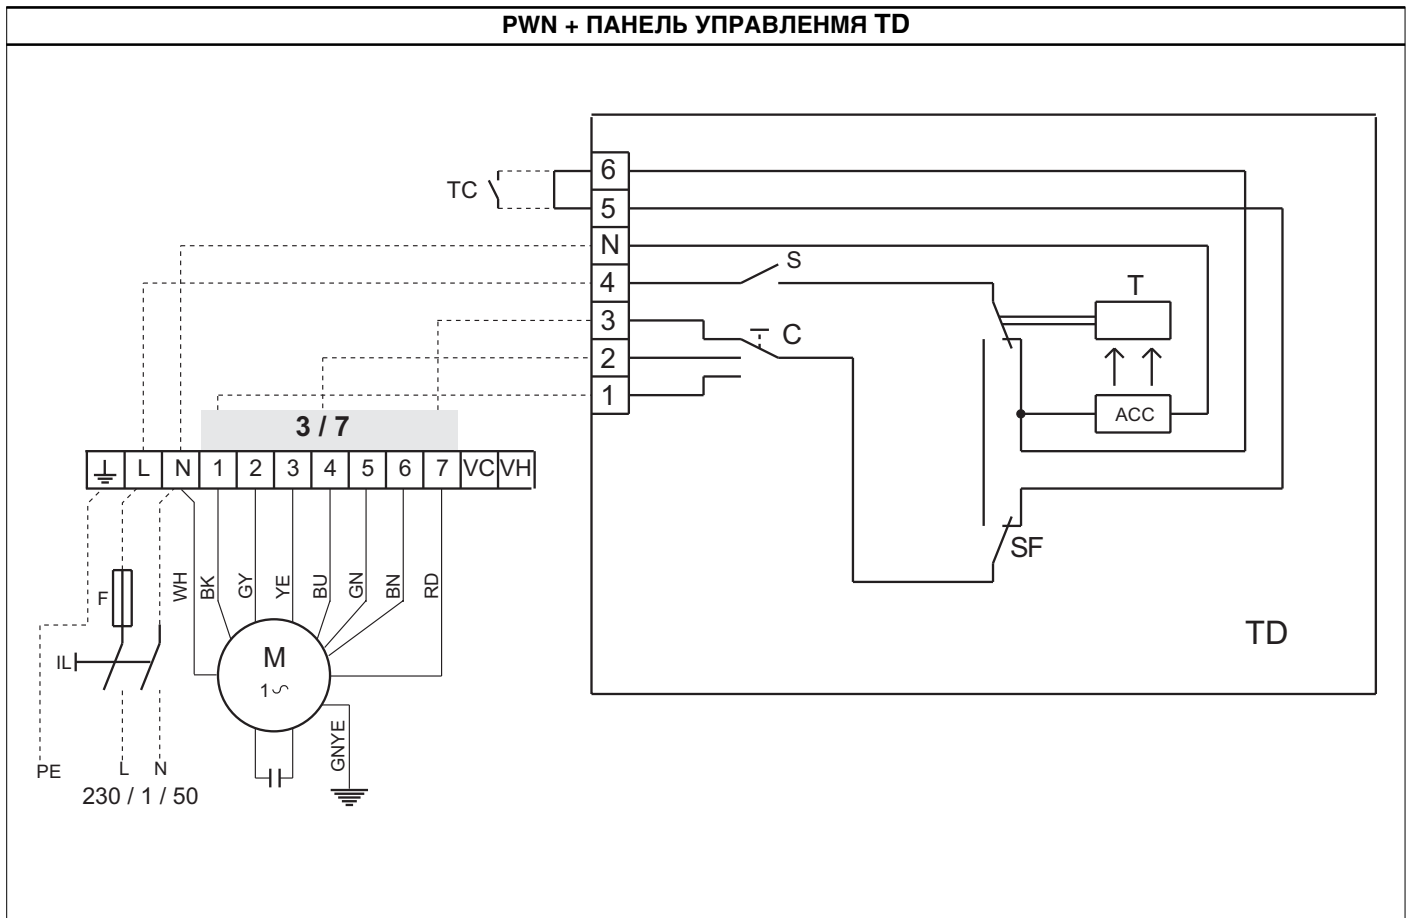 PWN + ПАНЕЛЬ УПРАВЛЕНМЯ TD
6
TC
5
N
S
4
T
3
C
2
1
ACC
3 / 7
L N 1 2 3 4 5 6 7 VC VH
SF
WH BK GY YE BU GN BN RD
F
TD
M
IL
1
GNYE
PE L N
230 / 1 / 50